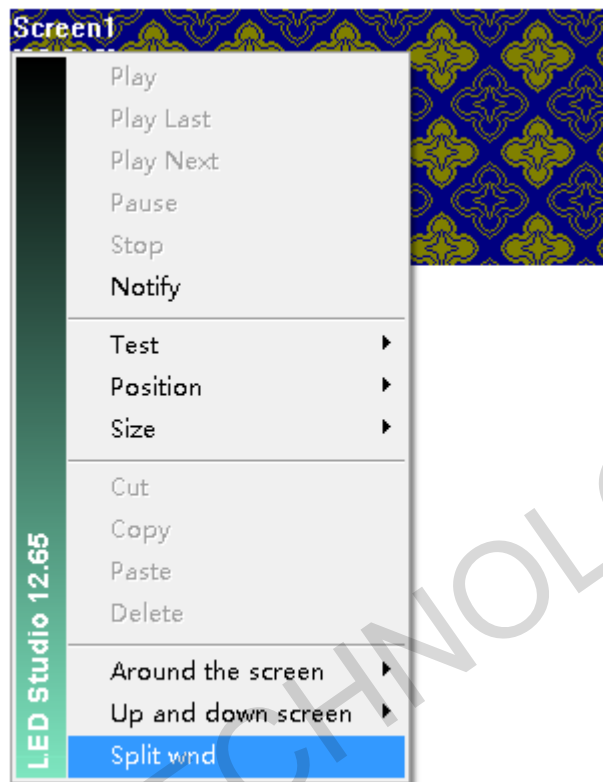 Screen1
Play
Play Last
Play Next
Pause
Stop
Notify
Test
Position
Size
Cut
Copy
Paste
Delete
Around the screen
Up and down screen
Split wnd
LED Studio 12.65
TECHNOLO